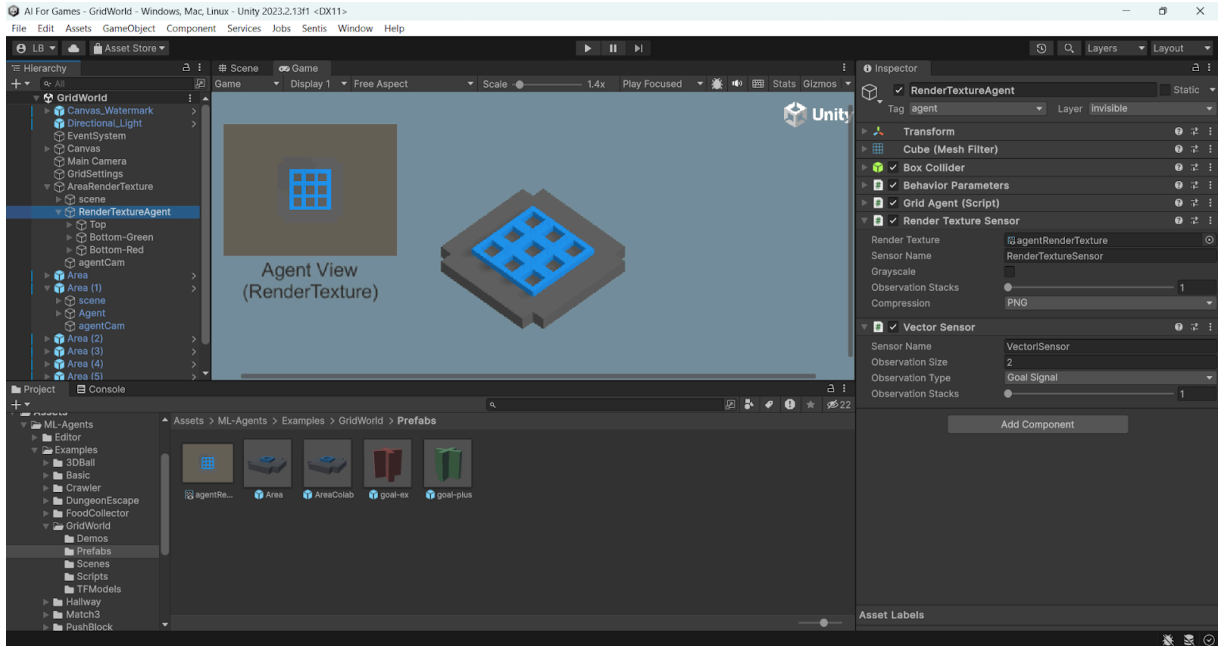 AI For Games - GridWorld - Windows, Mac, Linux - Unity 2023.2.13f1 <DX11>
File Edit Assets GameObject Component Services Jobs Sentis Window Help
LB Asset Store Layers Layout
Hierarchy
All
GridWorld
Canvas_Watermark
Directional_Light
EventSystem
Canvas
Main Camera
GridSettings
AreaRenderTexture
scene
RenderTextureAgent
Top
Bottom-Green
Bottom-Red
agentCam
Area
Area (1)
scene
Agent
agentCam
Area (2)
Area (3)
Area (4)
Area (5)
Scene Game
Game Display 1 Free Aspect Scale 1.4x Play Focused Stats Gizmos
Unity
Agent View
(RenderTexture)
Inspector
RenderTextureAgent Static
Tag agent Layer invisible
Transform
Cube (Mesh Filter)
Box Collider
Behavior Parameters
Grid Agent (Script)
Render Texture Sensor
Render Texture agentRenderTexture
Sensor Name RenderTextureSensor
Grayscale
Observation Stacks 1
Compression PNG
Vector Sensor
Sensor Name VectorlSensor
Observation Size 2
Observation Type Goal Signal
Observation Stacks 1
Add Component
Asset Labels
Project Console
22
Assets
ML-Agents
Editor
Examples
3DBall
Basic
Crawler
DungeonEscape
FoodCollector
GridWorld
Demos
Prefabs
Scenes
Scripts
TFModels
Hallway
Match3
PushBlock
Assets > ML-Agents > Examples > GridWorld > Prefabs
agentRe... Area AreaColab goal-ex goal-plus